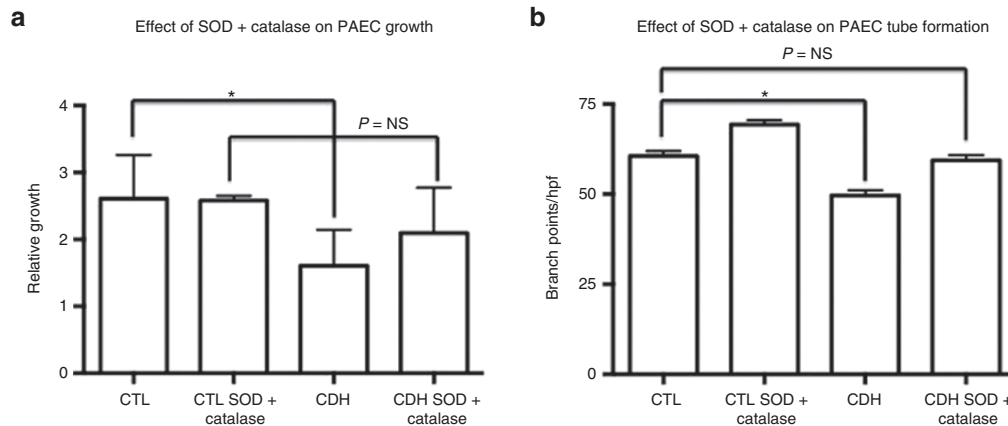 a
Effect of SOD + catalase on PAEC growth
*
P = NS
Relative growth
4
3
2
1
0
CTL
CTL SOD +
catalase
CDH
CDH SOD +
catalase
b
Effect of SOD + catalase on PAEC tube formation
P = NS
*
Branch points/hpf
75
50
25
0
CTL
CTL SOD +
catalase
CDH
CDH SOD +
catalase